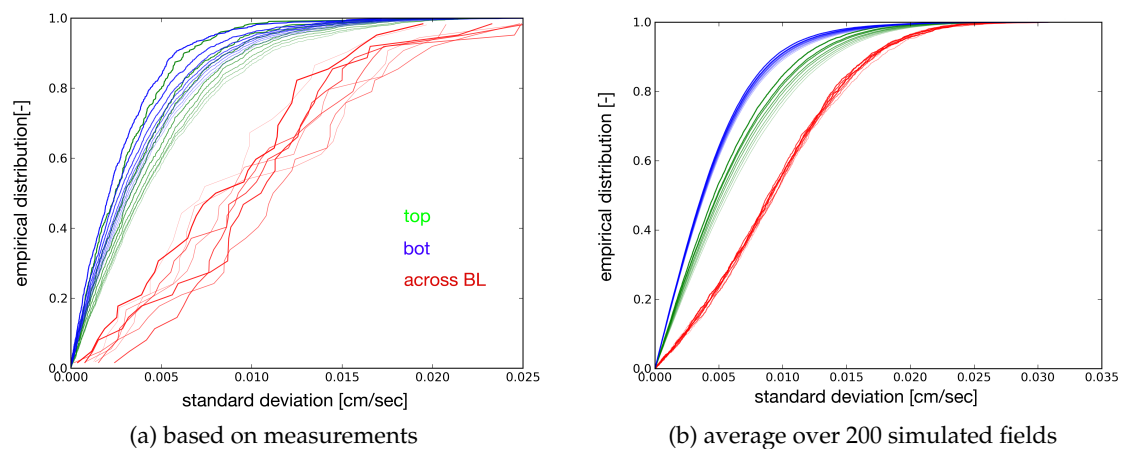 1.0
0.8
0.6
0.4
0.2
0.0
empirical distribution[-]
top
bot
across BL
0.000 0.005 0.010 0.015 0.020 0.025
standard deviation [cm/sec]
(a) based on measurements
1.0
0.8
0.6
0.4
0.2
0.0
empirical distribution [-]
0.000 0.005 0.010 0.015 0.020 0.025 0.030 0.035
standard deviation [cm/sec]
(b) average over 200 simulated fields